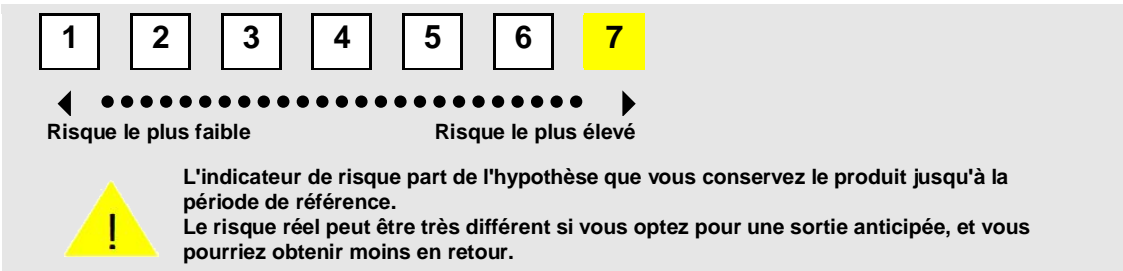 1 2 3 4 5 6 7
Risque le plus faible Risque le plus élevé
L'indicateur de risque part de l'hypothèse que vous conservez le produit jusqu'à la
période de référence.
! Le risque réel peut être très différent si vous optez pour une sortie anticipée, et vous
pourriez obtenir moins en retour.